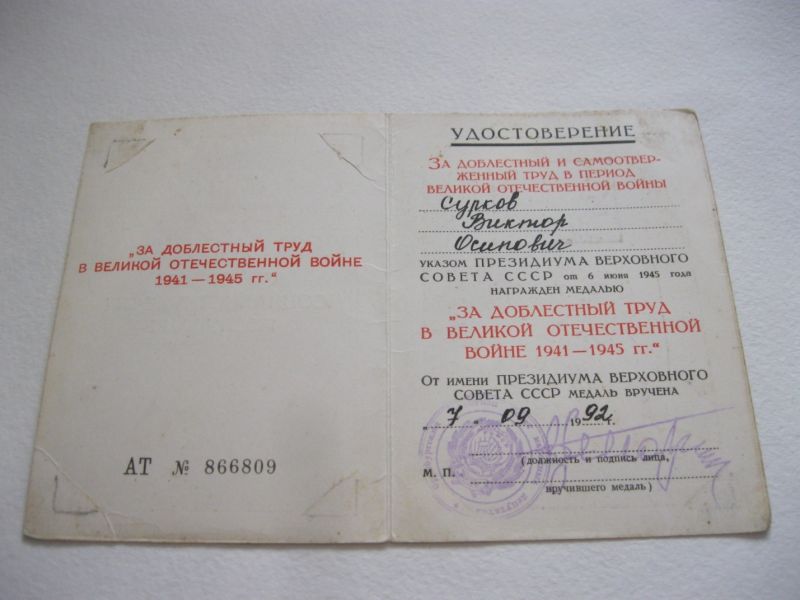 „ЗА ДОБЛЕСТНЫЙ ТРУД
В ВЕЛИКОЙ ОТЕЧЕСТВЕННОЙ ВОЙНЕ
1941—1945 гг.“
АТ № 866809
УДОСТОВЕРЕНИЕ
ЗА ДОБЛЕСТНЫЙ И САМООТВЕР-
ЖЕННЫЙ ТРУД В ПЕРИОД
ВЕЛИКОЙ ОТЕЧЕСТВЕННОЙ ВОЙНЫ
Сурков
Виктор
Осипович
УКАЗОМ ПРЕЗИДИУМА ВЕРХОВНОГО
СОВЕТА СССР от 6 июня 1945 года
НАГРАЖДЕН МЕДАЛЬЮ
„ЗА ДОБЛЕСТНЫЙ ТРУД
В ВЕЛИКОЙ ОТЕЧЕСТВЕННОЙ
ВОЙНЕ 1941—1945 гг.“
ОТ ИМЕНИ ПРЕЗИДИУМА ВЕРХОВНОГО
СОВЕТА СССР МЕДАЛЬ ВРУЧЕНА
„7“ 09 1992 г.
(должность и подпись лица,
М. П.
вручившего медаль)